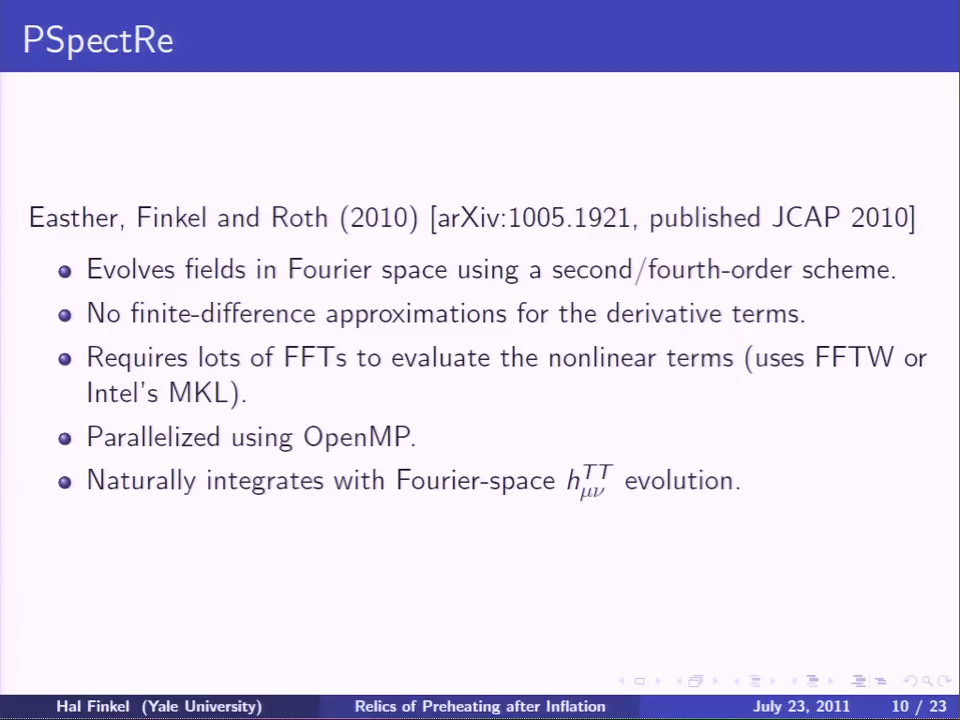 PSpectRe
Easther, Finkel and Roth (2010) [arXiv:1005.1921, published JCAP 2010]
Evolves fields in Fourier space using a second/fourth-order scheme.
No finite-difference approximations for the derivative terms.
Requires lots of FFTs to evaluate the nonlinear terms (uses FFTW or
Intel's MKL).
Parallelized using OpenMP.
Naturally integrates with Fourier-space $h_{\mu\nu}^{TT}$ evolution.
Hal Finkel (Yale University) Relics of Preheating after Inflation July 23, 2011 10 / 23